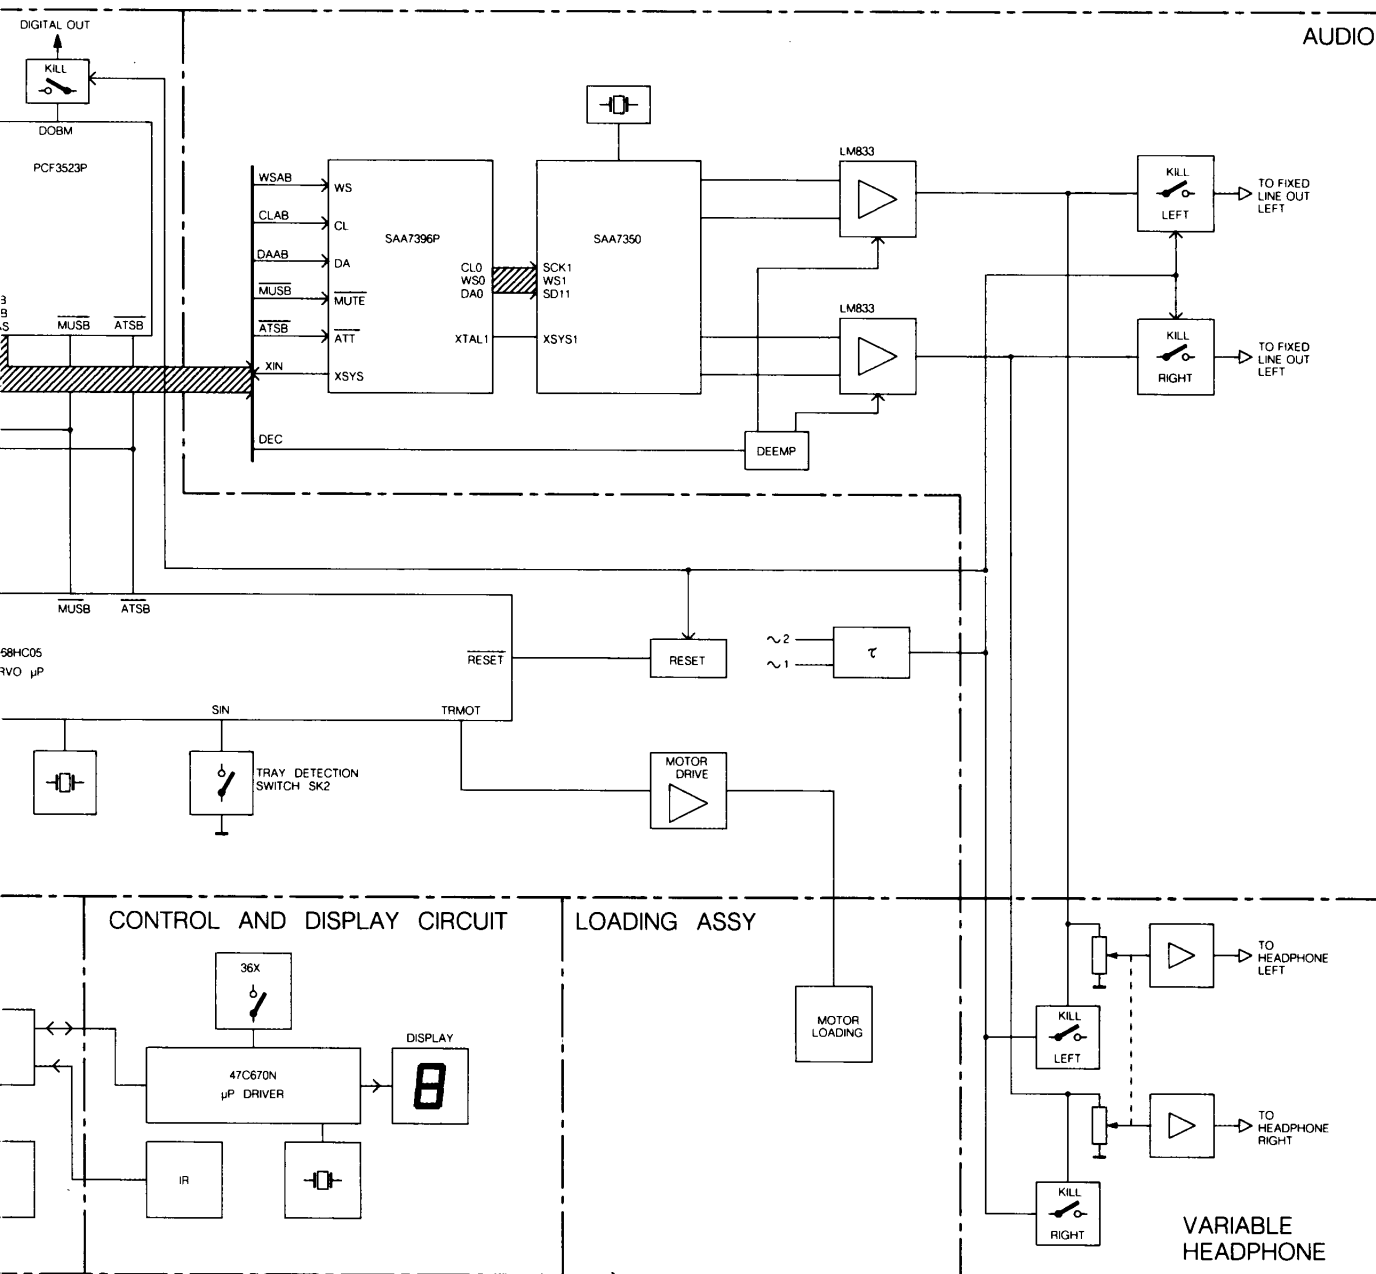 DIGITAL OUT
AUDIO
KILL
DOBM
PCF3523P
MUSB
ATSB
WSAB
CLAB
DAAB
MUSB
ATSB
XIN
DEC
WS
CL
DA
MUTE
ATT
XSYS
SAA7396P
CL0
WS0
DA0
XTAL1
SAA7350
SCK1
WS1
SD11
XSYS1
LM833
LM833
DEEMP
KILL
LEFT
TO FIXED
LINE OUT
LEFT
KILL
RIGHT
TO FIXED
LINE OUT
LEFT
MUSB
ATSB
58HC05
RVO µP
RESET
SIN
TRMOT
RESET
~2
~1
τ
TRAY DETECTION
SWITCH SK2
MOTOR
DRIVE
CONTROL AND DISPLAY CIRCUIT
LOADING ASSY
36X
DISPLAY
8
47C670N
µP DRIVER
IR
MOTOR
LOADING
TO
HEADPHONE
LEFT
KILL
LEFT
TO
HEADPHONE
RIGHT
KILL
RIGHT
VARIABLE
HEADPHONE